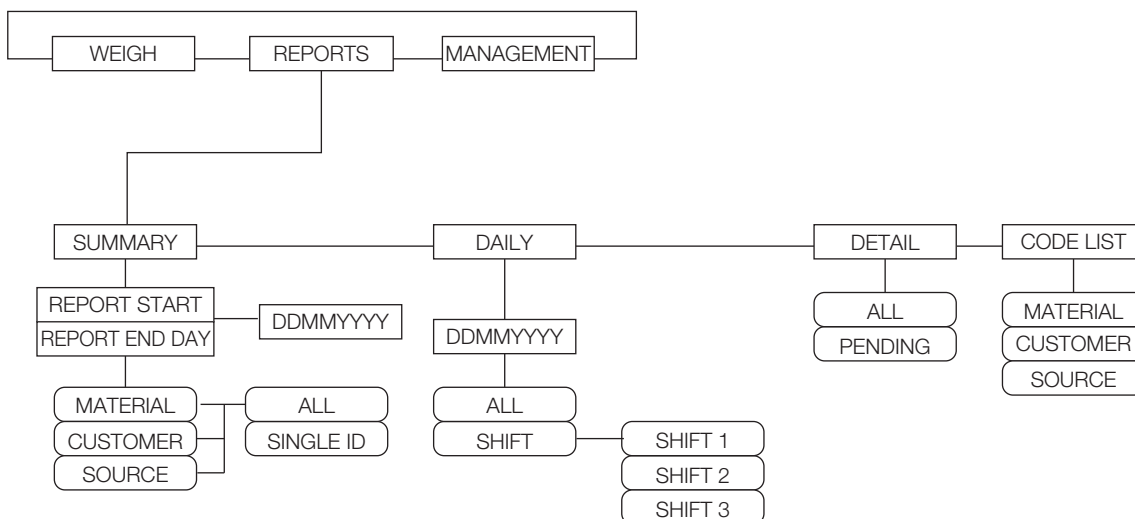 WEIGH
REPORTS
MANAGEMENT
SUMMARY
DAILY
DETAIL
CODE LIST
REPORT START
REPORT END DAY
DDMMYYYY
MATERIAL
CUSTOMER
SOURCE
ALL
SINGLE ID
DDMMYYYY
ALL
SHIFT
SHIFT 1
SHIFT 2
SHIFT 3
ALL
PENDING
MATERIAL
CUSTOMER
SOURCE